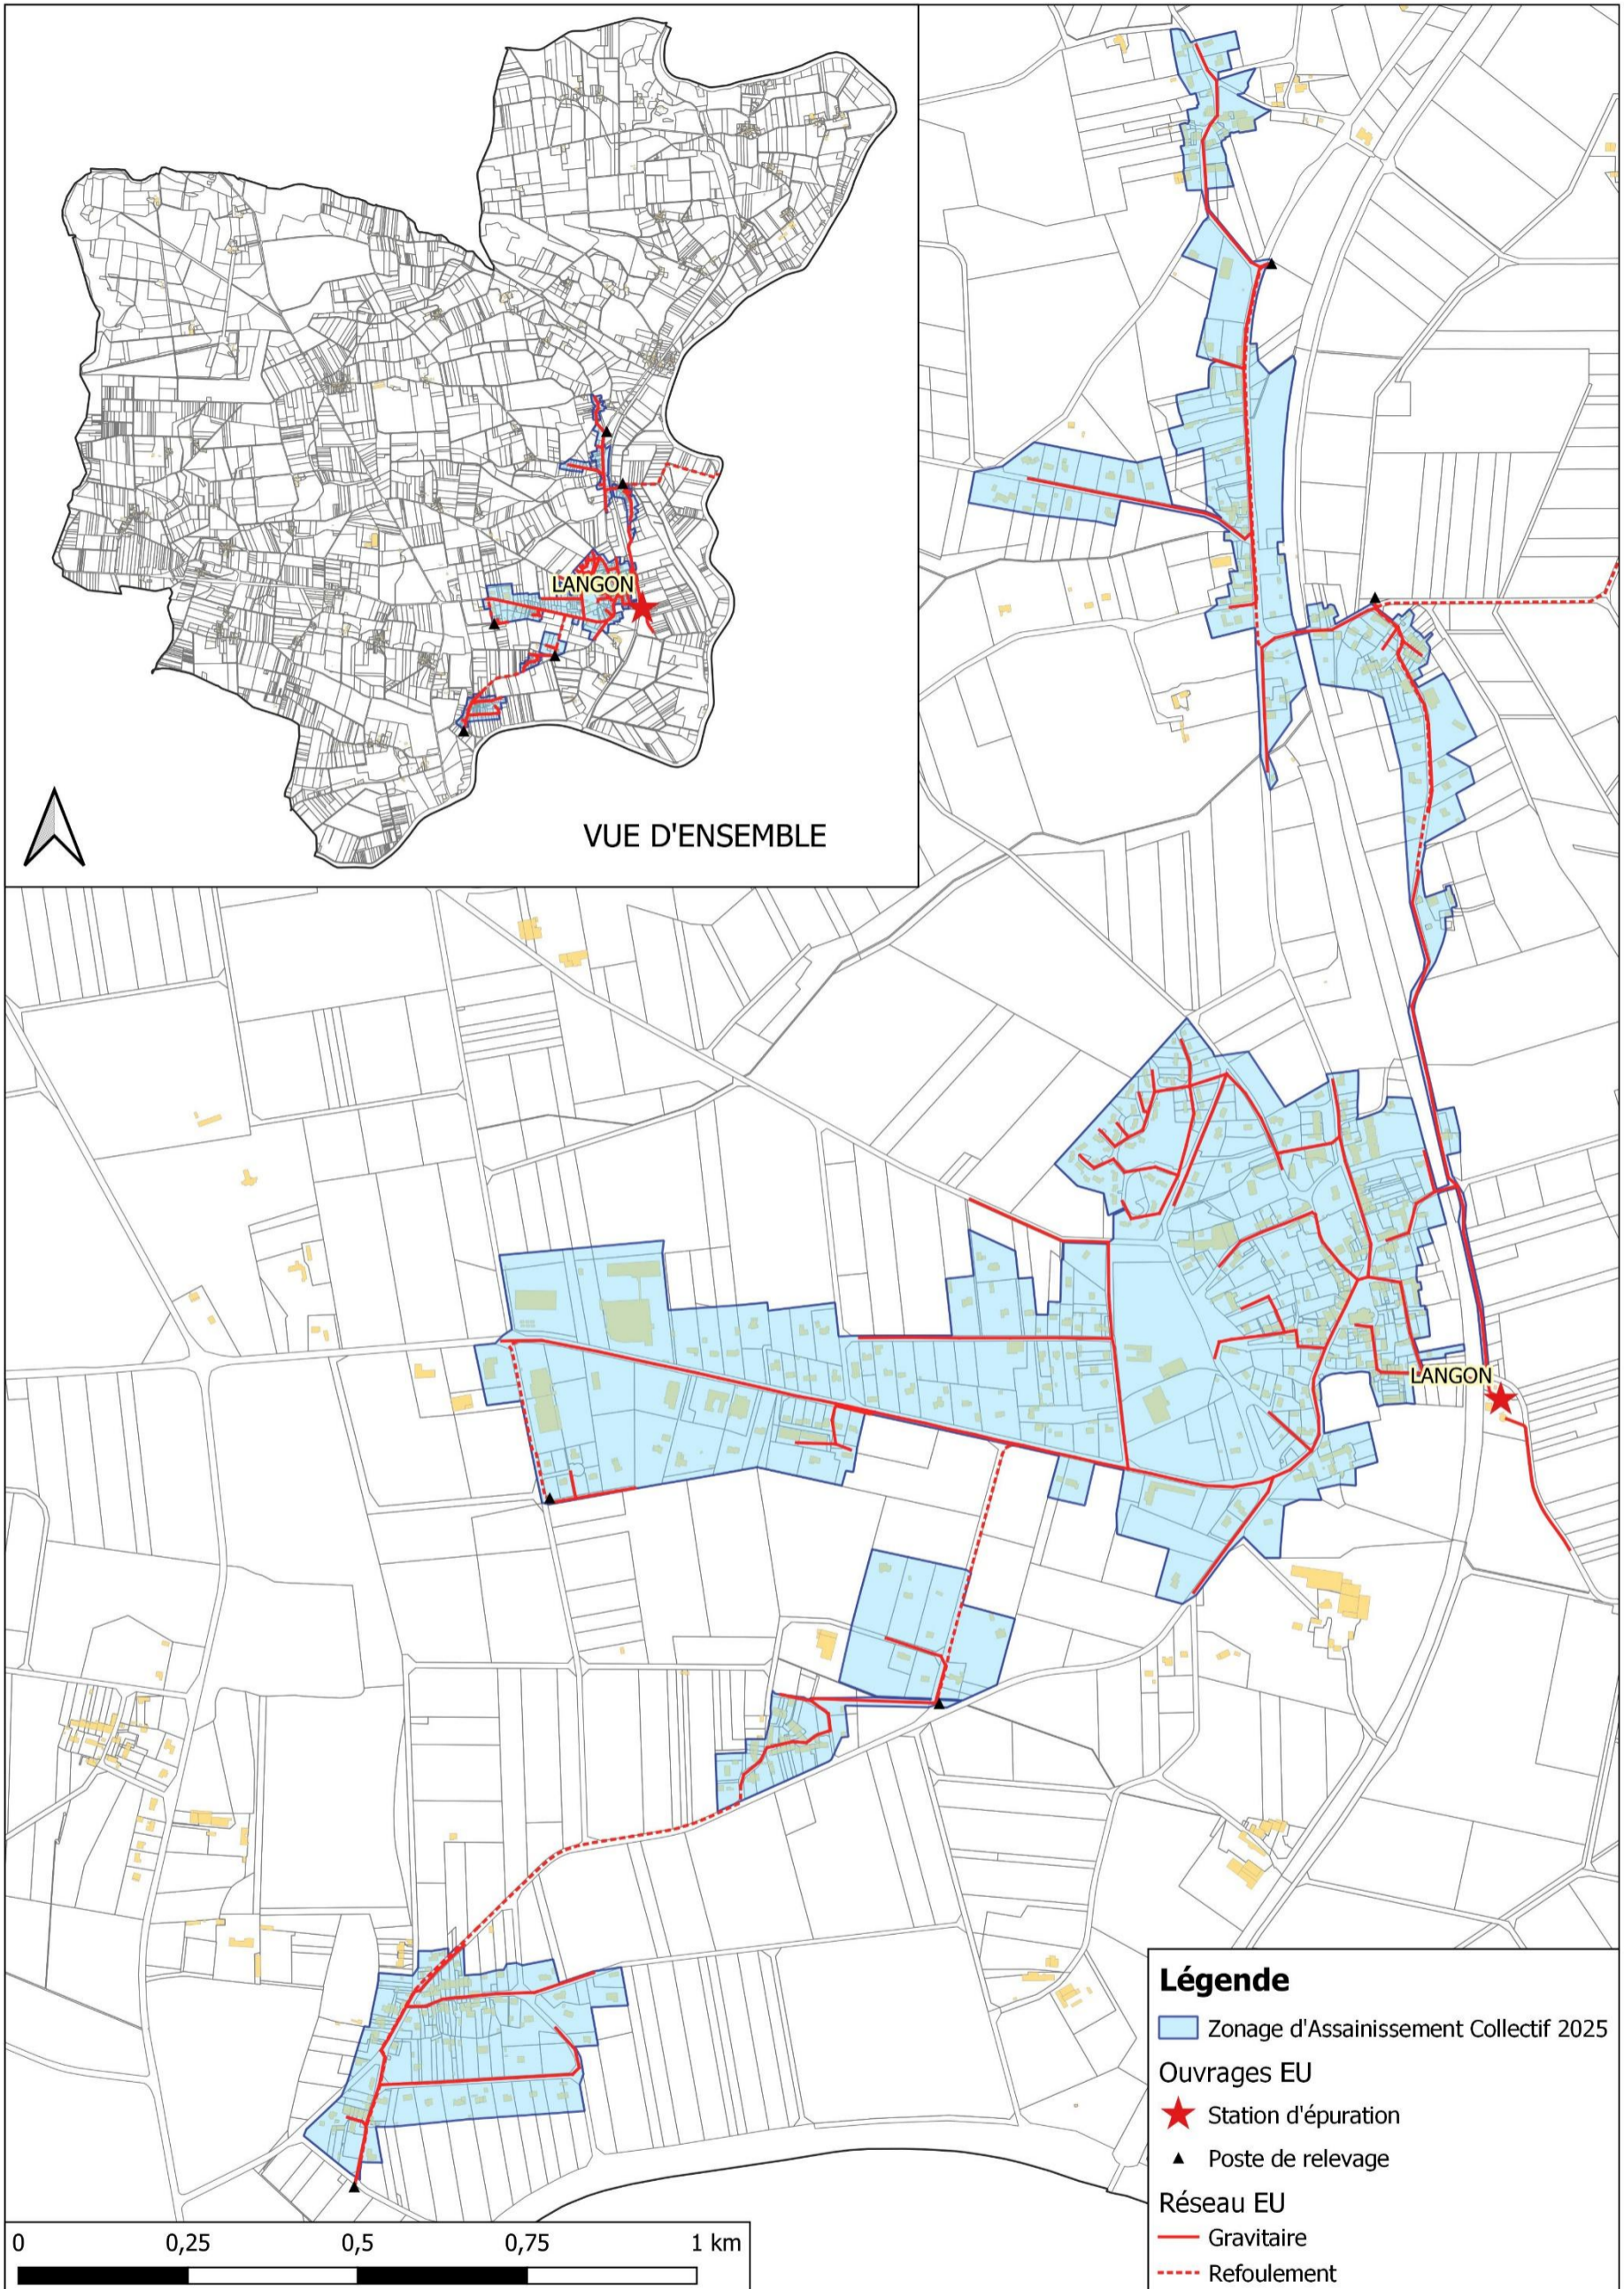 LANGON
VUE D'ENSEMBLE
LANGON
Légende
Zonage d'Assainissement Collectif 2025
Ouvrages EU
Station d'épuration
Poste de relevage
Réseau EU
Gravitaire
Refoulement
0 0,25 0,5 0,75 1 km